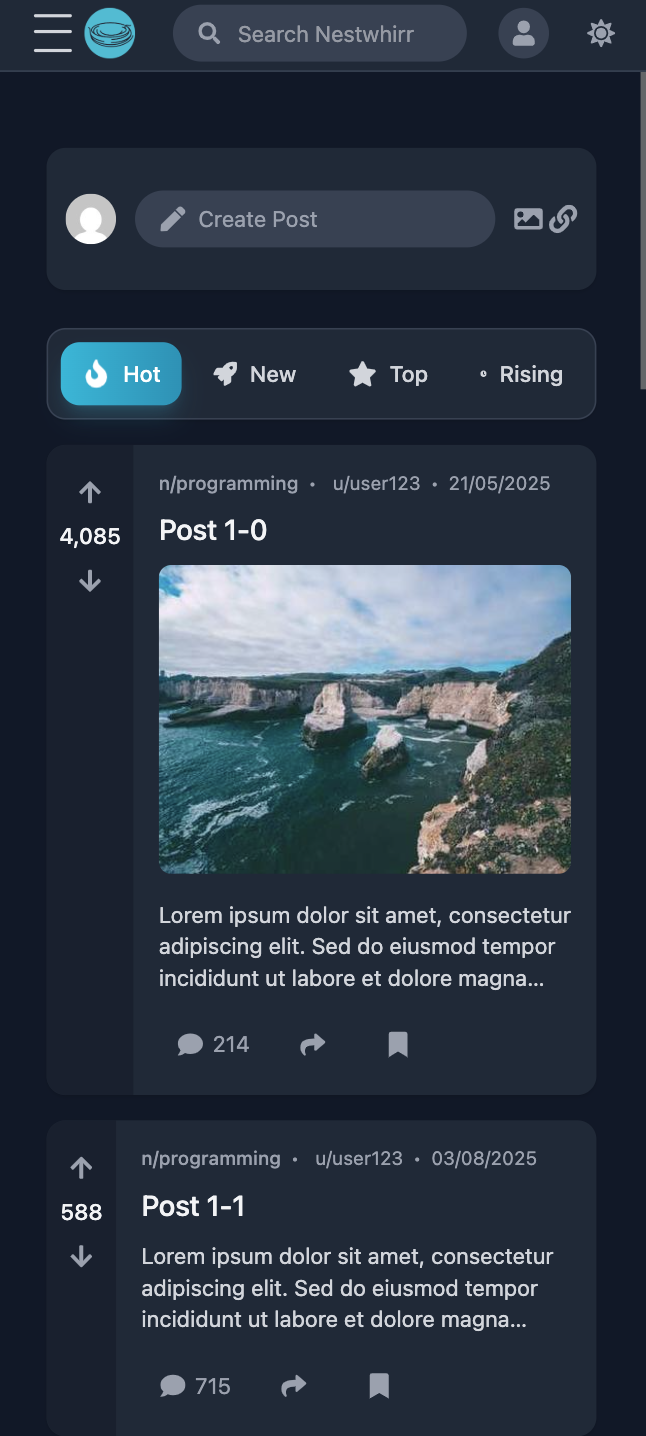 Search Nestwhirr
Create Post
Hot New Top Rising
n/programming • u/user123 • 21/05/2025
4,085
Post 1-0
Lorem ipsum dolor sit amet, consectetur
adipiscing elit. Sed do eiusmod tempor
incididunt ut labore et dolore magna...
214
n/programming • u/user123 • 03/08/2025
588
Post 1-1
Lorem ipsum dolor sit amet, consectetur
adipiscing elit. Sed do eiusmod tempor
incididunt ut labore et dolore magna...
715